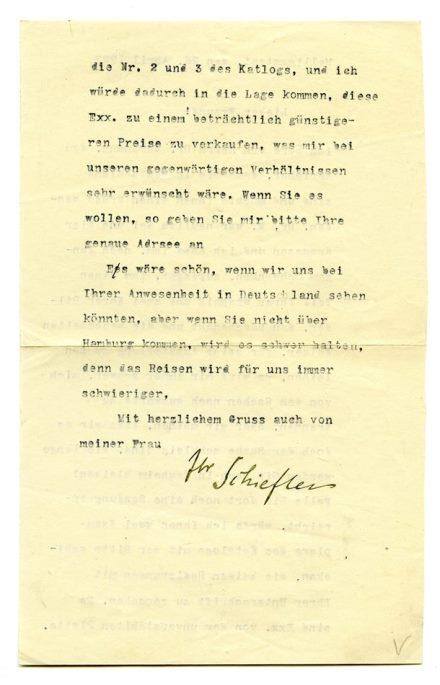 die Nr. 2 und 3 des Katlogs, und ich
würde dadurch in die Lage kommen, diese
Exx. zu einem beträchtlich günstige-
ren Preise zu verkaufen, was mir bei
unseren gegenwärtigen Verhältnissen
sehr erwünscht wäre. Wenn Sie es
wollen, so geben Sie mir bitte Ihre
genaue Adrsee an
Ees wäre schön, wenn wir uns bei
Ihrer Anwesenheit in Deutschland sehen
könnten, aber wenn Sie nicht über
Hamburg kommen, wird es schwer halten,
denn das Reisen wird für uns immer
schwieriger,
Mit herzlichem Gruss auch von
meiner Frau
Ihr Schiefler